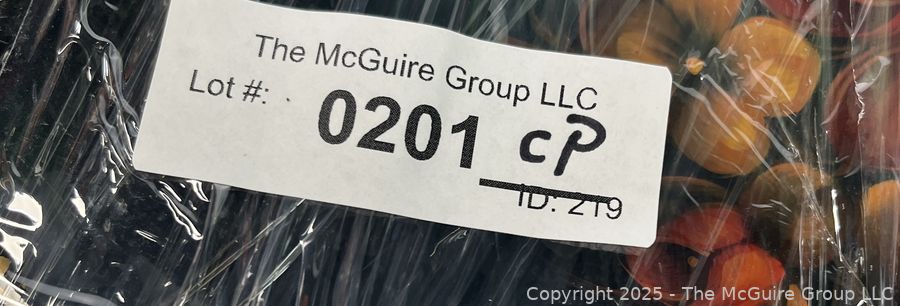 The McGuire Group LLC
Lot #: 0201 cP
ID: 219
Copyright 2025 - The McGuire Group LLC